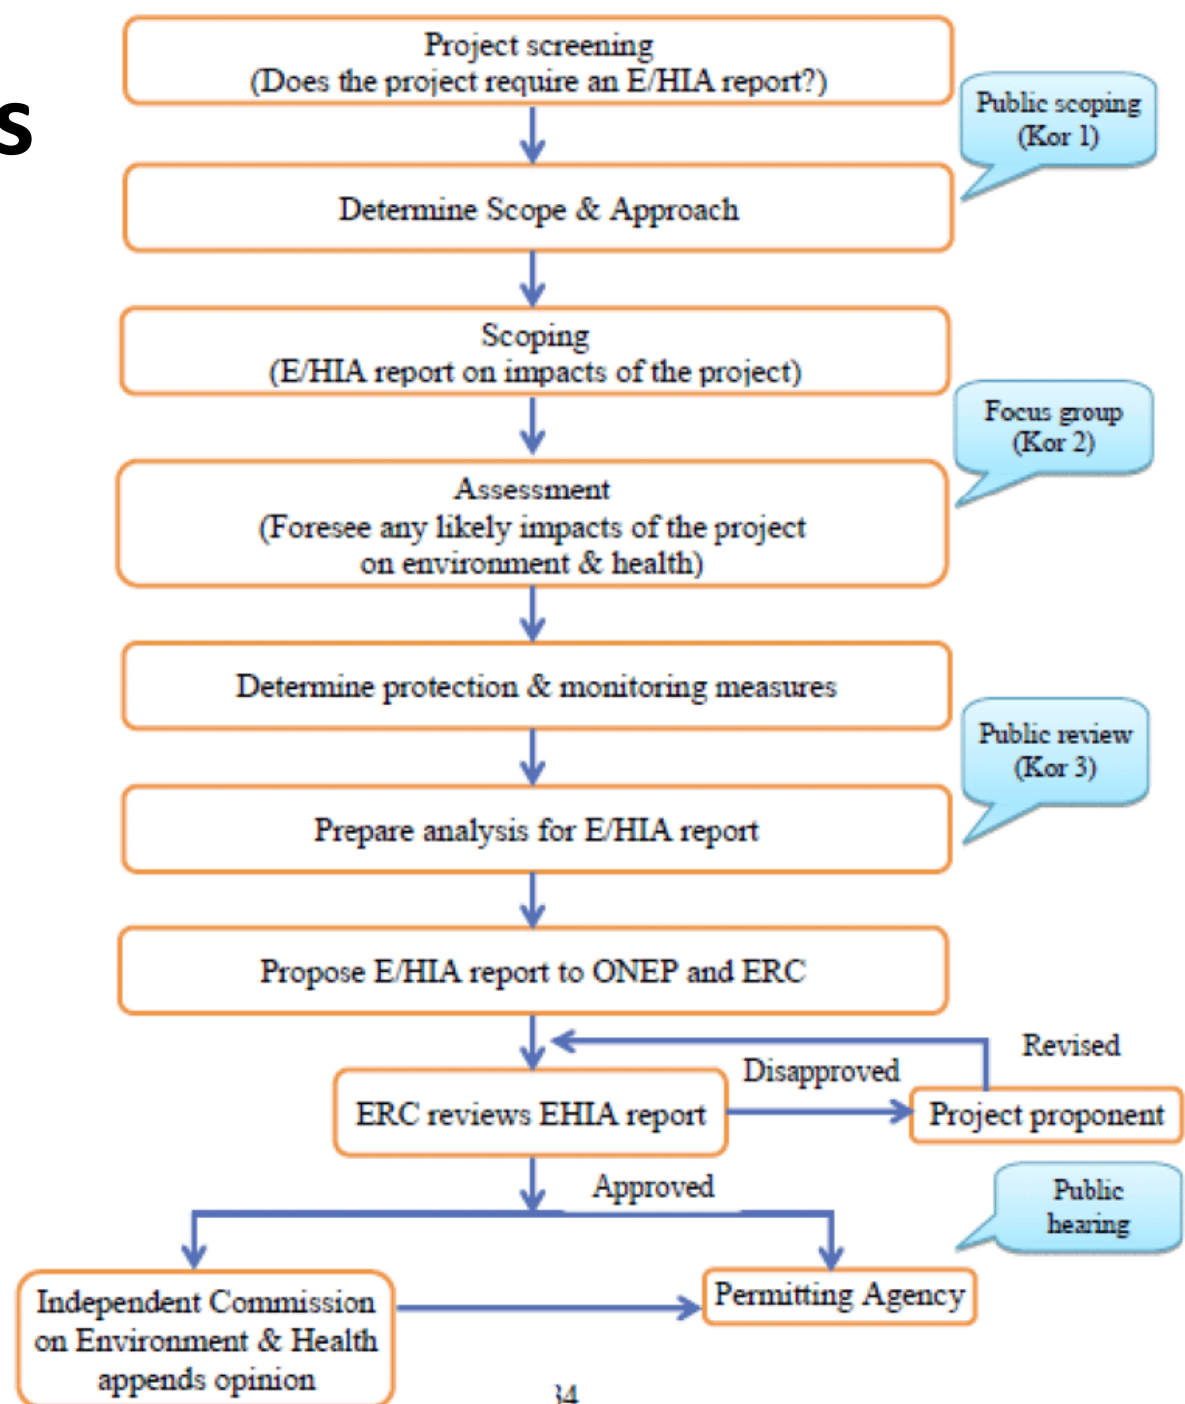 s
Project screening
(Does the project require an E/HIA report?)
Public scoping
(Kor 1)
Determine Scope & Approach
Scoping
(E/HIA report on impacts of the project)
Focus group
(Kor 2)
Assessment
(Foresee any likely impacts of the project
on environment & health)
Determine protection & monitoring measures
Public review
(Kor 3)
Prepare analysis for E/HIA report
Propose E/HIA report to ONEP and ERC
Revised
Disapproved
ERC reviews EHIA report
Project proponent
Approved
Public
hearing
Independent Commission
on Environment & Health
appends opinion
Permitting Agency